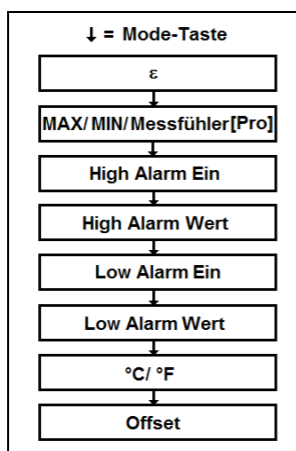 ↓ = Mode-Taste
ε
MAX/ MIN/ Messfühler[Pro]
High Alarm Ein
High Alarm Wert
Low Alarm Ein
Low Alarm Wert
°C/ °F
Offset